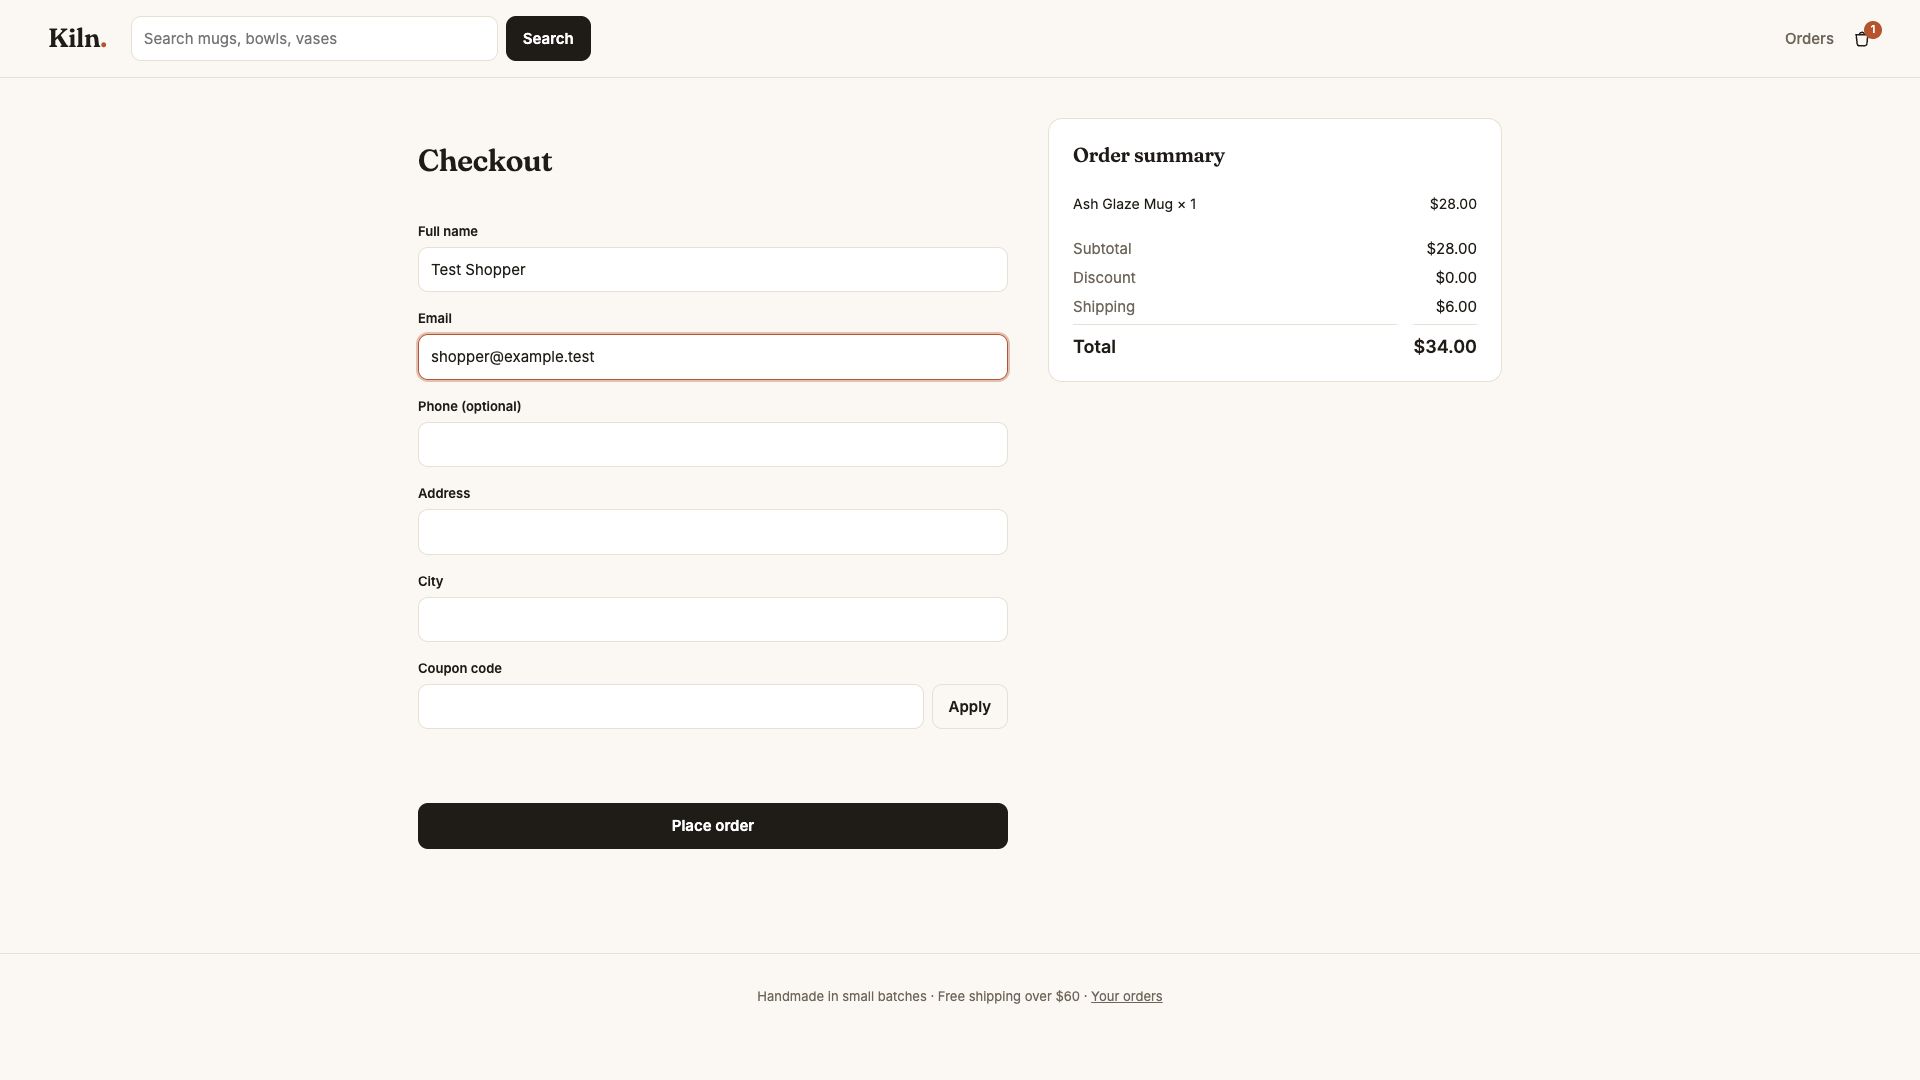 Kiln.
Search mugs, bowls, vases
Search
Orders
1
Checkout
Full name
Test Shopper
Email
shopper@example.test
Phone (optional)
Address
City
Coupon code
Apply
Place order
Order summary
Ash Glaze Mug × 1 $28.00
Subtotal $28.00
Discount $0.00
Shipping $6.00
Total $34.00
Handmade in small batches · Free shipping over $60 · Your orders